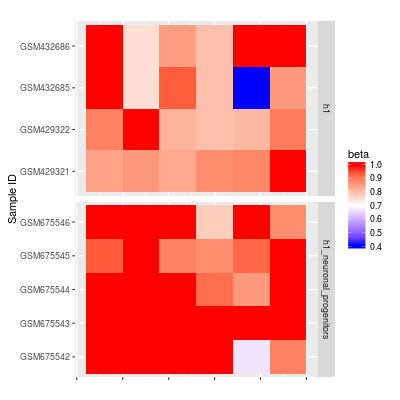 GSM432686
GSM432685
GSM429322
GSM429321
h1
GSM675546
GSM675545
GSM675544
GSM675543
GSM675542
h1_neuronal_progenitors
Sample ID
beta
1.0
0.9
0.8
0.7
0.6
0.5
0.4